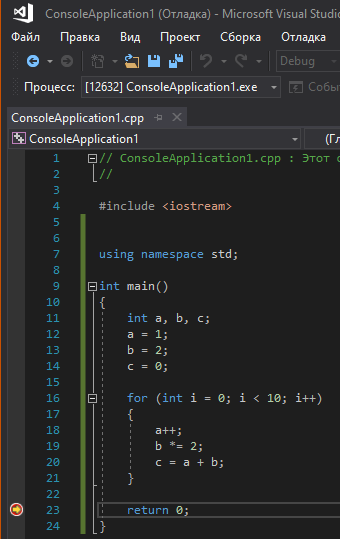 ConsoleApplication1 (Отладка) - Microsoft Visual Studio
Файл Правка Вид Проект Сборка Отладка
Debug
Процесс: [12632] ConsoleApplication1.exe
ConsoleApplication1.cpp
ConsoleApplication1
1 // ConsoleApplication1.cpp : Этот
2 //
3
4 #include <iostream>
5
6
7 using namespace std;
8
9 int main()
10 {
11 int a, b, c;
12 a = 1;
13 b = 2;
14 c = 0;
15
16 for (int i = 0; i < 10; i++)
17 {
18 a++;
19 b *= 2;
20 c = a + b;
21 }
22
23 return 0;
24 }